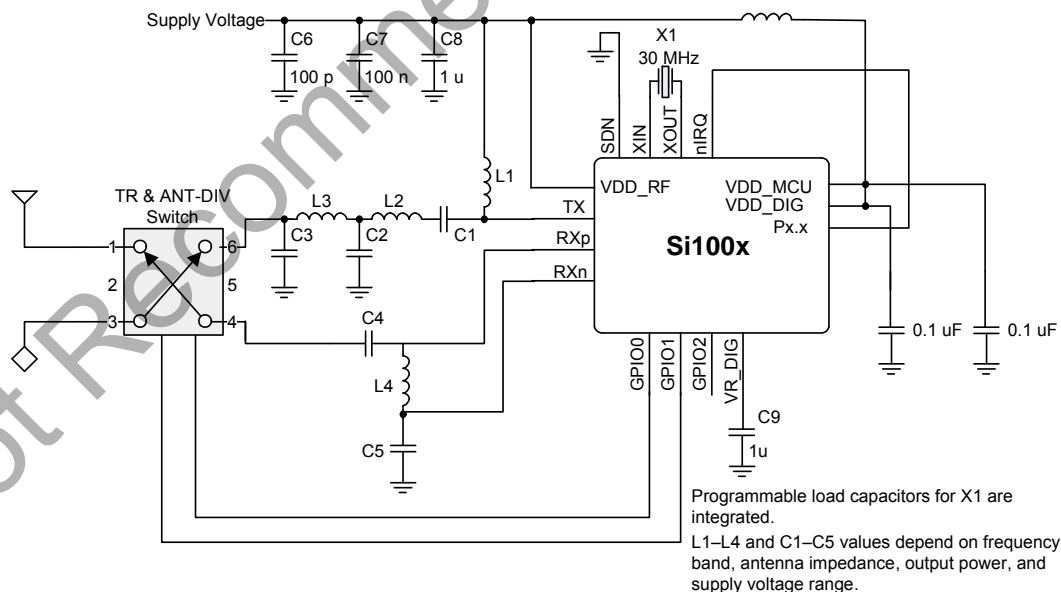 Supply Voltage
C6
C7
C8
100 p
100 n
1 u
X1
30 MHz
SDN
XIN
XOUT
nIRQ
L1
VDD_RF
VDD_MCU
VDD_DIG
Px.x
TX
RXp
RXn
Si100x
TR & ANT-DIV
Switch
L3
L2
C3
C2
C1
1
6
2
5
3
4
C4
L4
C5
0.1 uF
0.1 uF
GPIO0
GPIO1
GPIO2
VR_DIG
C9
1u
Programmable load capacitors for X1 are
integrated.
L1–L4 and C1–C5 values depend on frequency
band, antenna impedance, output power, and
supply voltage range.
ot Recomme